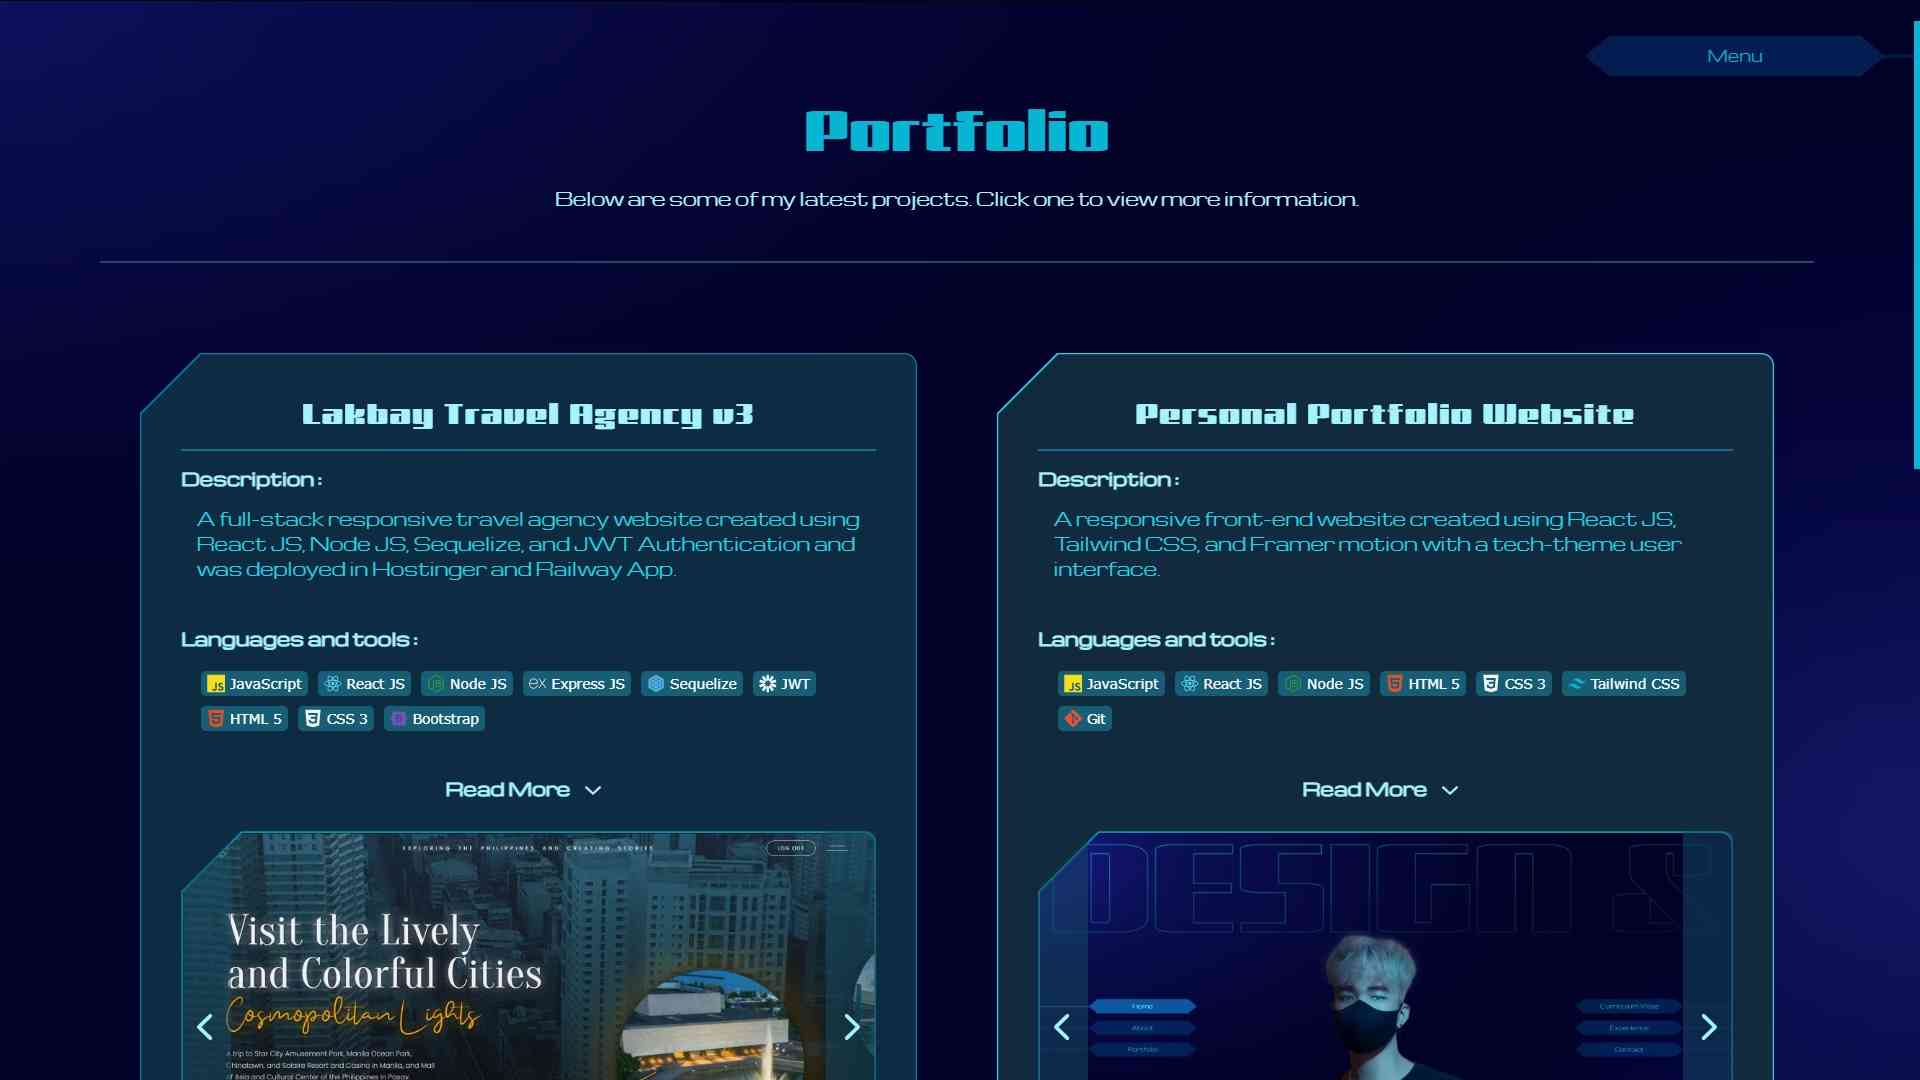 Menu
Portfolio
Below are some of my latest projects. Click one to view more information.
Lakbay Travel Agency v3
Description :
A full-stack responsive travel agency website created using
React JS, Node JS, Sequelize, and JWT Authentication and
was deployed in Hostinger and Railway App.
Languages and tools :
JavaScript React JS Node JS Express JS Sequelize JWT
HTML 5 CSS 3 Bootstrap
Read More
EXPLORING THE PHILIPPINES AND CREATING STORIES LOG OUT
Visit the Lively
and Colorful Cities
Cosmopolitan Lights
A trip to Star City Amusement Park, Manila Ocean Park,
Chinatown, and Solaire Resort and Casino in Manila, and Mall
of Asia and Cultural Center of the Philippines in Pasay.
Personal Portfolio Website
Description :
A responsive front-end website created using React JS,
Tailwind CSS, and Framer motion with a tech-theme user
interface.
Languages and tools :
JavaScript React JS Node JS HTML 5 CSS 3 Tailwind CSS
Git
Read More
DESIGN &
Home
About
Portfolio
Curriculum Vitae
Experience
Contact